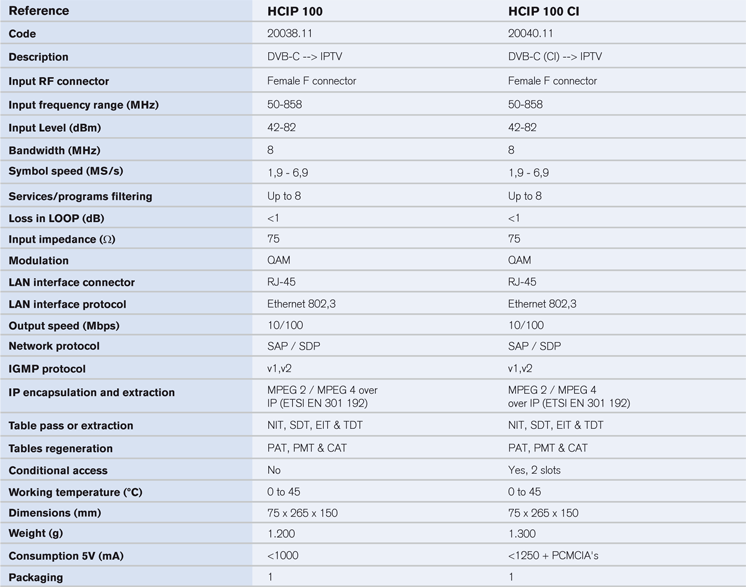 Reference HCIP 100 HCIP 100 CI
Code 20038.11 20040.11
Description DVB-C --> IPTV DVB-C (CI) --> IPTV
Input RF connector Female F connector Female F connector
Input frequency range (MHz) 50-858 50-858
Input Level (dBm) 42-82 42-82
Bandwidth (MHz) 8 8
Symbol speed (MS/s) 1,9 - 6,9 1,9 - 6,9
Services/programs filtering Up to 8 Up to 8
Loss in LOOP (dB) <1 <1
Input impedance (Ω) 75 75
Modulation QAM QAM
LAN interface connector RJ-45 RJ-45
LAN interface protocol Ethernet 802,3 Ethernet 802,3
Output speed (Mbps) 10/100 10/100
Network protocol SAP / SDP SAP / SDP
IGMP protocol v1,v2 v1,v2
IP encapsulation and extraction MPEG 2 / MPEG 4 over MPEG 2 / MPEG 4
IP (ETSI EN 301 192) over IP (ETSI EN 301 192)
Table pass or extraction NIT, SDT, EIT & TDT NIT, SDT, EIT & TDT
Tables regeneration PAT, PMT & CAT PAT, PMT & CAT
Conditional access No Yes, 2 slots
Working temperature (°C) 0 to 45 0 to 45
Dimensions (mm) 75 x 265 x 150 75 x 265 x 150
Weight (g) 1.200 1.300
Consumption 5V (mA) <1000 <1250 + PCMCIA's
Packaging 1 1